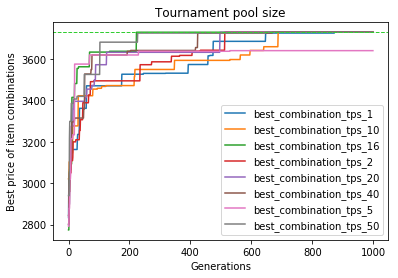 Tournament pool size
Best price of item combinations
3600
3400
3200
3000
2800
best_combination_tps_1
best_combination_tps_10
best_combination_tps_16
best_combination_tps_2
best_combination_tps_20
best_combination_tps_40
best_combination_tps_5
best_combination_tps_50
0
200
400
600
800
1000
Generations